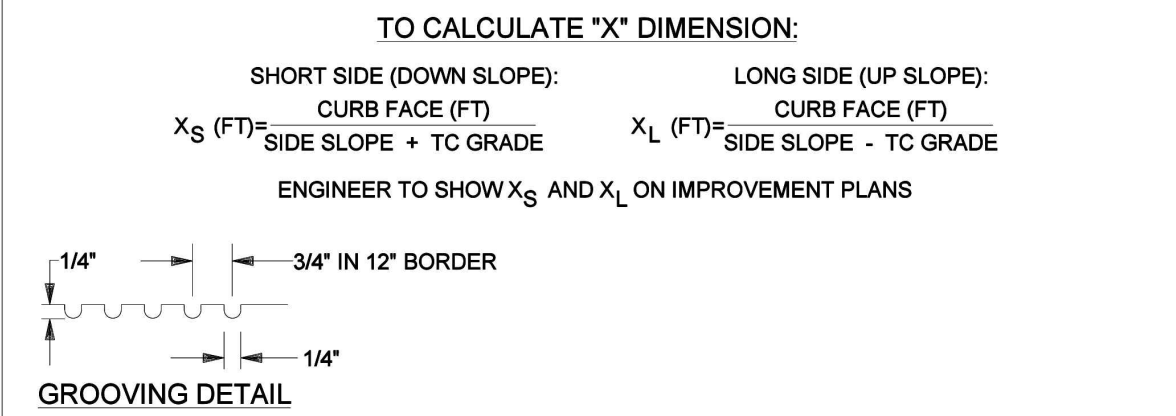 TO CALCULATE "X" DIMENSION:
SHORT SIDE (DOWN SLOPE):
XS (FT)=
CURB FACE (FT)
SIDE SLOPE + TC GRADE
LONG SIDE (UP SLOPE):
XL (FT)=
CURB FACE (FT)
SIDE SLOPE - TC GRADE
ENGINEER TO SHOW XS AND XL ON IMPROVEMENT PLANS
1/4"
3/4" IN 12" BORDER
1/4"
GROOVING DETAIL